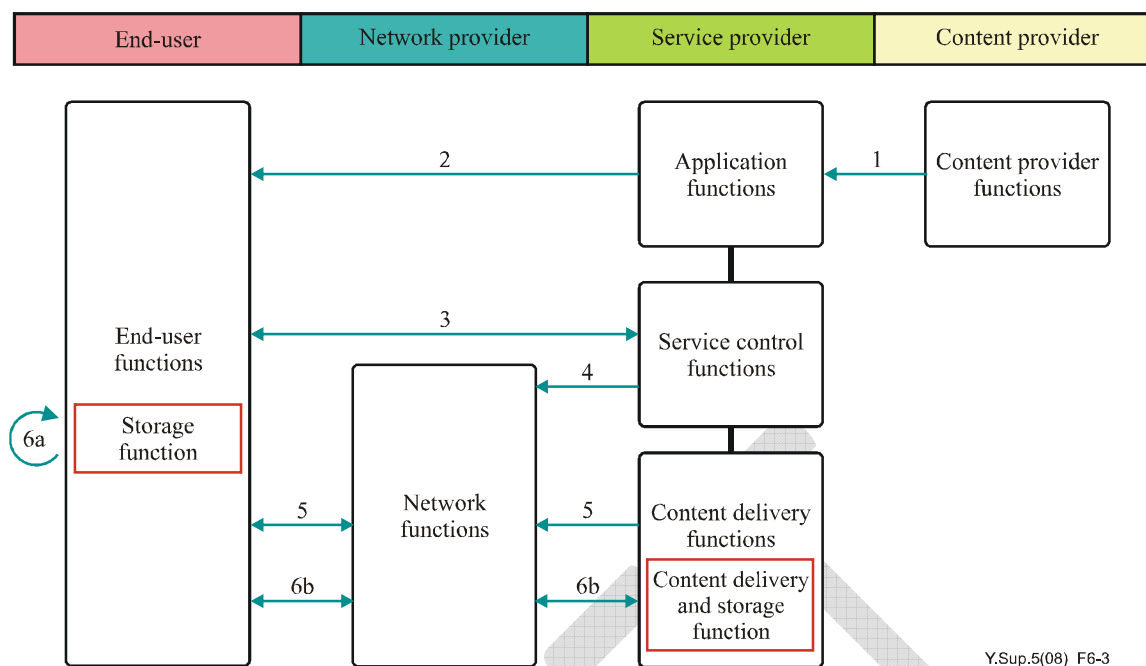 End-user
Network provider
Service provider
Content provider
2
Application
functions
1
Content provider
functions
End-user
functions
3
Service control
functions
4
6a
Storage
function
5
Network
functions
5
Content delivery
functions
6b
6b
Content delivery
and storage
function
Y.Sup.5(08) F6-3